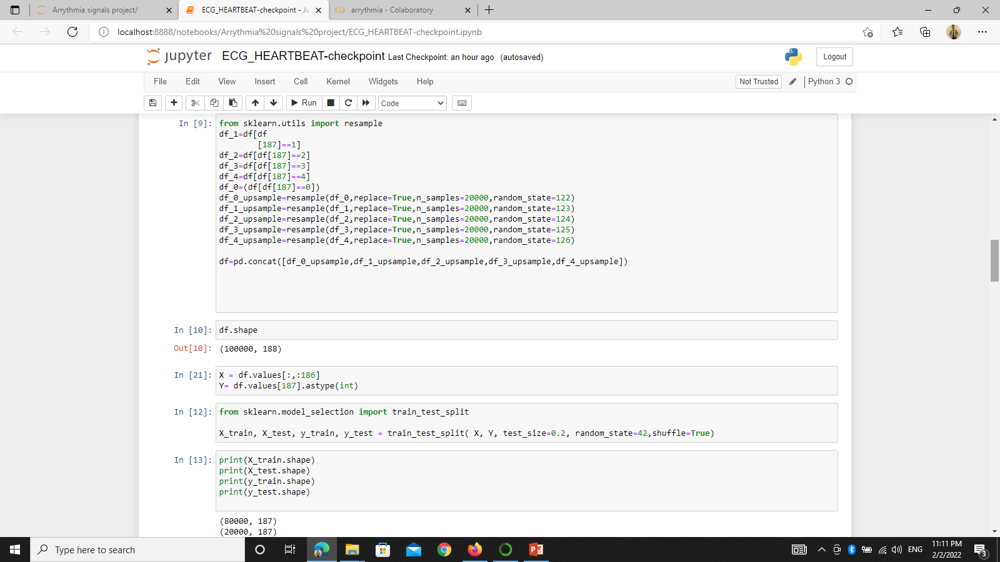 Arrythmia signals project/
ECG_HEARTBEAT-checkpoint - Ju
arrythmia - Colaboratory
localhost:8888/notebooks/Arrythmia%20signals%20project/ECG_HEARTBEAT-checkpoint.ipynb
jupyter ECG_HEARTBEAT-checkpoint Last Checkpoint: an hour ago (autosaved)
Logout
File Edit View Insert Cell Kernel Widgets Help
Not Trusted
Python 3
Run
Code
In [9]: from sklearn.utils import resample
df_1=df[df
        [187]==1]
df_2=df[df[187]==2]
df_3=df[df[187]==3]
df_4=df[df[187]==4]
df_0=(df[df[187]==0])
df_0_upsample=resample(df_0,replace=True,n_samples=20000,random_state=122)
df_1_upsample=resample(df_1,replace=True,n_samples=20000,random_state=123)
df_2_upsample=resample(df_2,replace=True,n_samples=20000,random_state=124)
df_3_upsample=resample(df_3,replace=True,n_samples=20000,random_state=125)
df_4_upsample=resample(df_4,replace=True,n_samples=20000,random_state=126)
df=pd.concat([df_0_upsample,df_1_upsample,df_2_upsample,df_3_upsample,df_4_upsample])
In [10]: df.shape
Out[10]: (100000, 188)
In [21]: X = df.values[:,:186]
Y= df.values[187].astype(int)
In [12]: from sklearn.model_selection import train_test_split
X_train, X_test, y_train, y_test = train_test_split( X, Y, test_size=0.2, random_state=42,shuffle=True)
In [13]: print(X_train.shape)
print(X_test.shape)
print(y_train.shape)
print(y_test.shape)
(80000, 187)
(20000, 187)
Type here to search
ENG
11:11 PM
2/2/2022
3